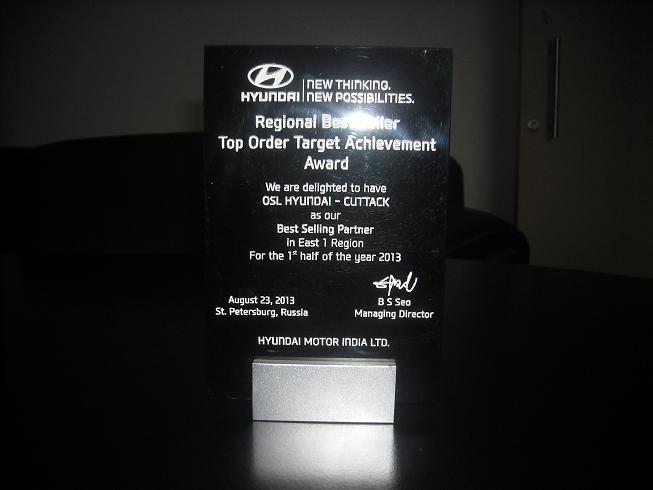 HYUNDAI
NEW THINKING.
NEW POSSIBILITIES.
Regional Best Seller
Top Order Target Achievement
Award
We are delighted to have
OSL HYUNDAI - CUTTACK
as our
Best Selling Partner
in East 1 Region
For the 1st half of the year 2013
August 23, 2013
St. Petersburg, Russia
B S Seo
Managing Director
HYUNDAI MOTOR INDIA LTD.